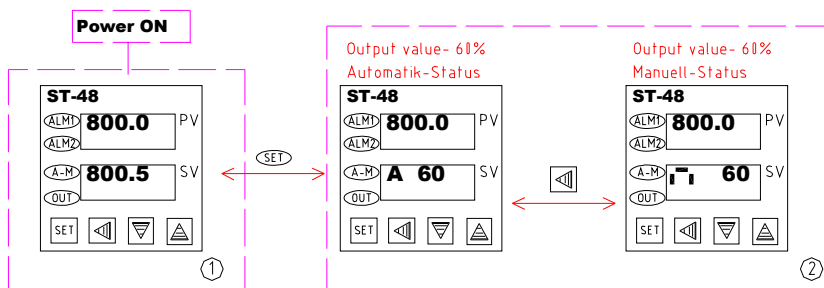 Power ON
Output value- 60%
Automatik-Status
Output value- 60%
Manuell-Status
ST-48
ALM1 800.0 PV
ALM2
A-M 800.5 SV
OUT
SET
1
SET
ST-48
ALM1 800.0 PV
ALM2
A-M A 60 SV
OUT
SET
ST-48
ALM1 800.0 PV
ALM2
A-M 60 SV
OUT
SET
2